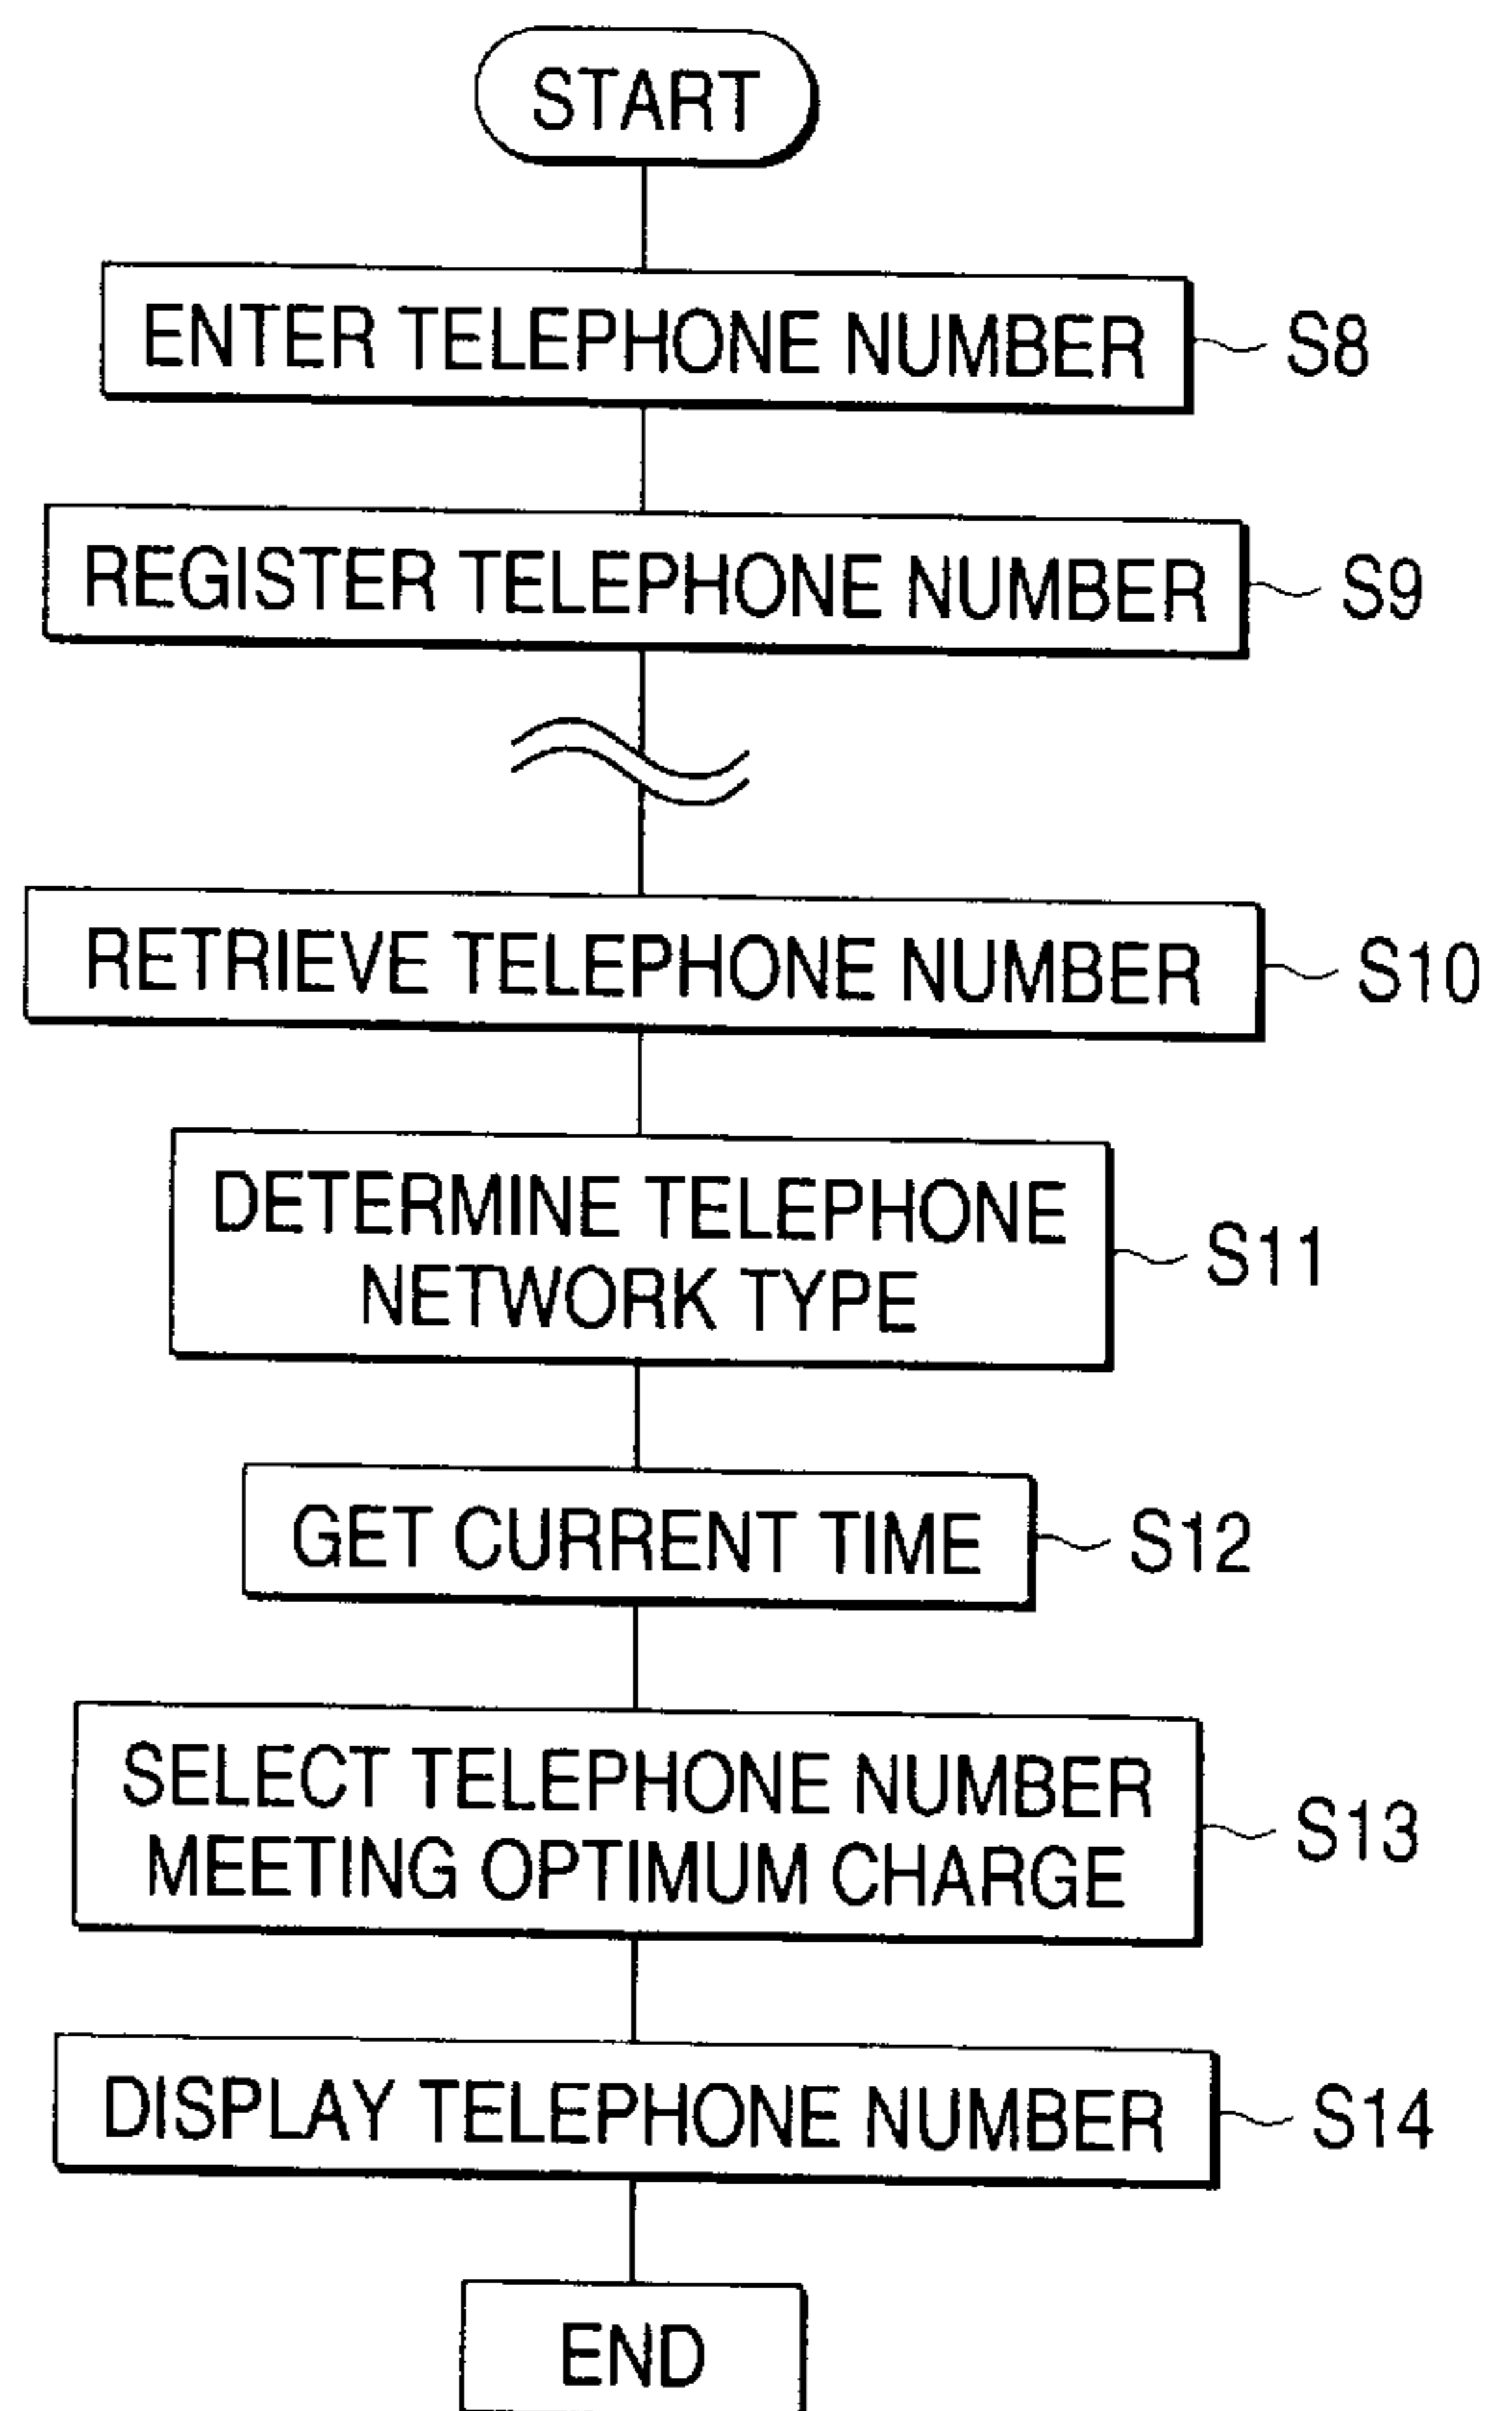 START
ENTER TELEPHONE NUMBER
S8
REGISTER TELEPHONE NUMBER
S9
RETRIEVE TELEPHONE NUMBER
S10
DETERMINE TELEPHONE
NETWORK TYPE
S11
GET CURRENT TIME
S12
SELECT TELEPHONE NUMBER
MEETING OPTIMUM CHARGE
S13
DISPLAY TELEPHONE NUMBER
S14
END